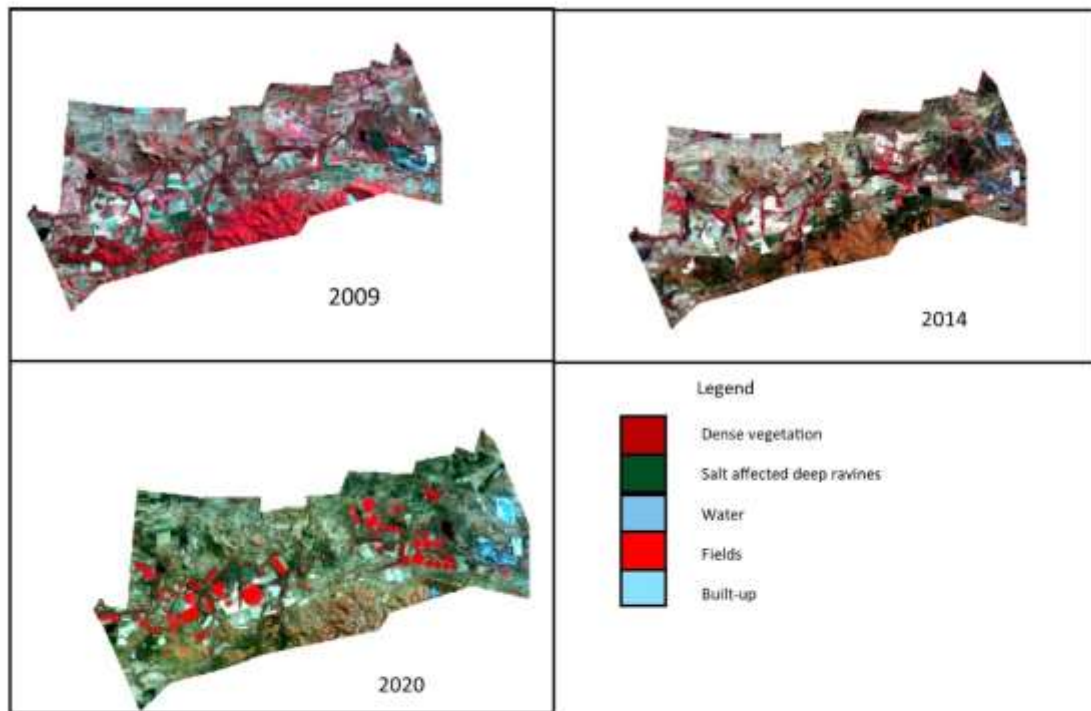 2009
2014
2020
Legend
Dense vegetation
Salt affected deep ravines
Water
Fields
Built-up